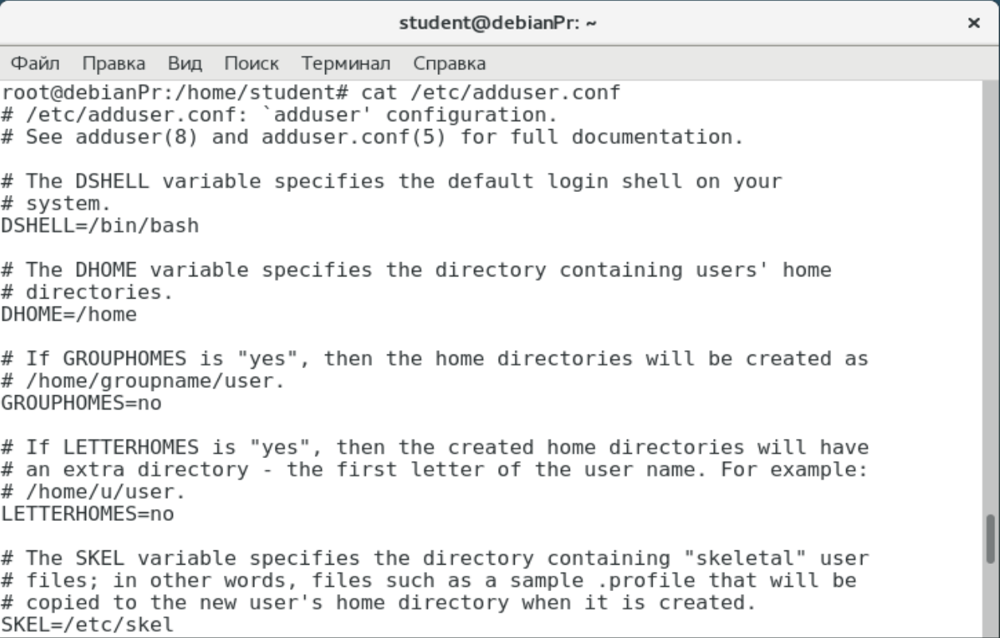 student@debianPr: ~ ×
Файл Правка Вид Поиск Терминал Справка
root@debianPr:/home/student# cat /etc/adduser.conf
# /etc/adduser.conf: `adduser' configuration.
# See adduser(8) and adduser.conf(5) for full documentation.

# The DSHELL variable specifies the default login shell on your
# system.
DSHELL=/bin/bash

# The DHOME variable specifies the directory containing users' home
# directories.
DHOME=/home

# If GROUPHOMES is "yes", then the home directories will be created as
# /home/groupname/user.
GROUPHOMES=no

# If LETTERHOMES is "yes", then the created home directories will have
# an extra directory - the first letter of the user name. For example:
# /home/u/user.
LETTERHOMES=no

# The SKEL variable specifies the directory containing "skeletal" user
# files; in other words, files such as a sample .profile that will be
# copied to the new user's home directory when it is created.
SKEL=/etc/skel